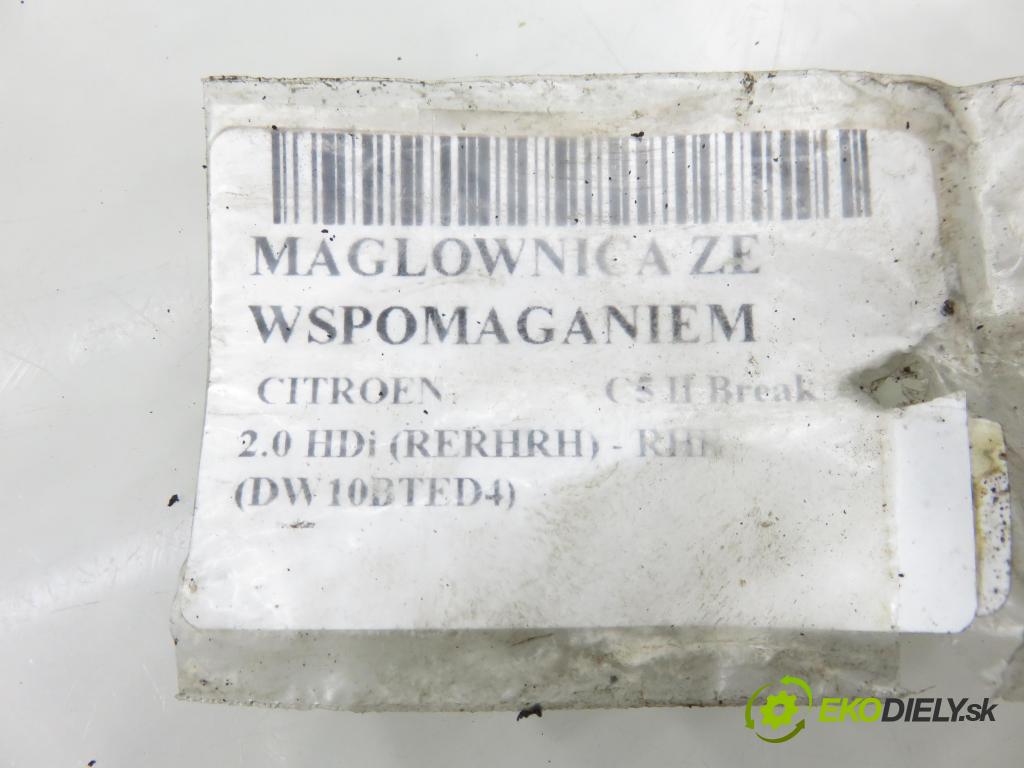 MAGLOWNICA ZE
WSPOMAGANIEM
CITROEN C5 II Break
2.0 HDi (RERHRH) - RHR
(DW10BTED4)
EKODIELY.sk